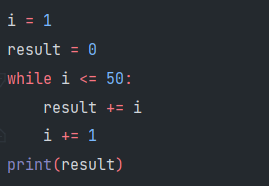 i = 1
result = 0
while i <= 50:
    result += i
    i += 1
print(result)